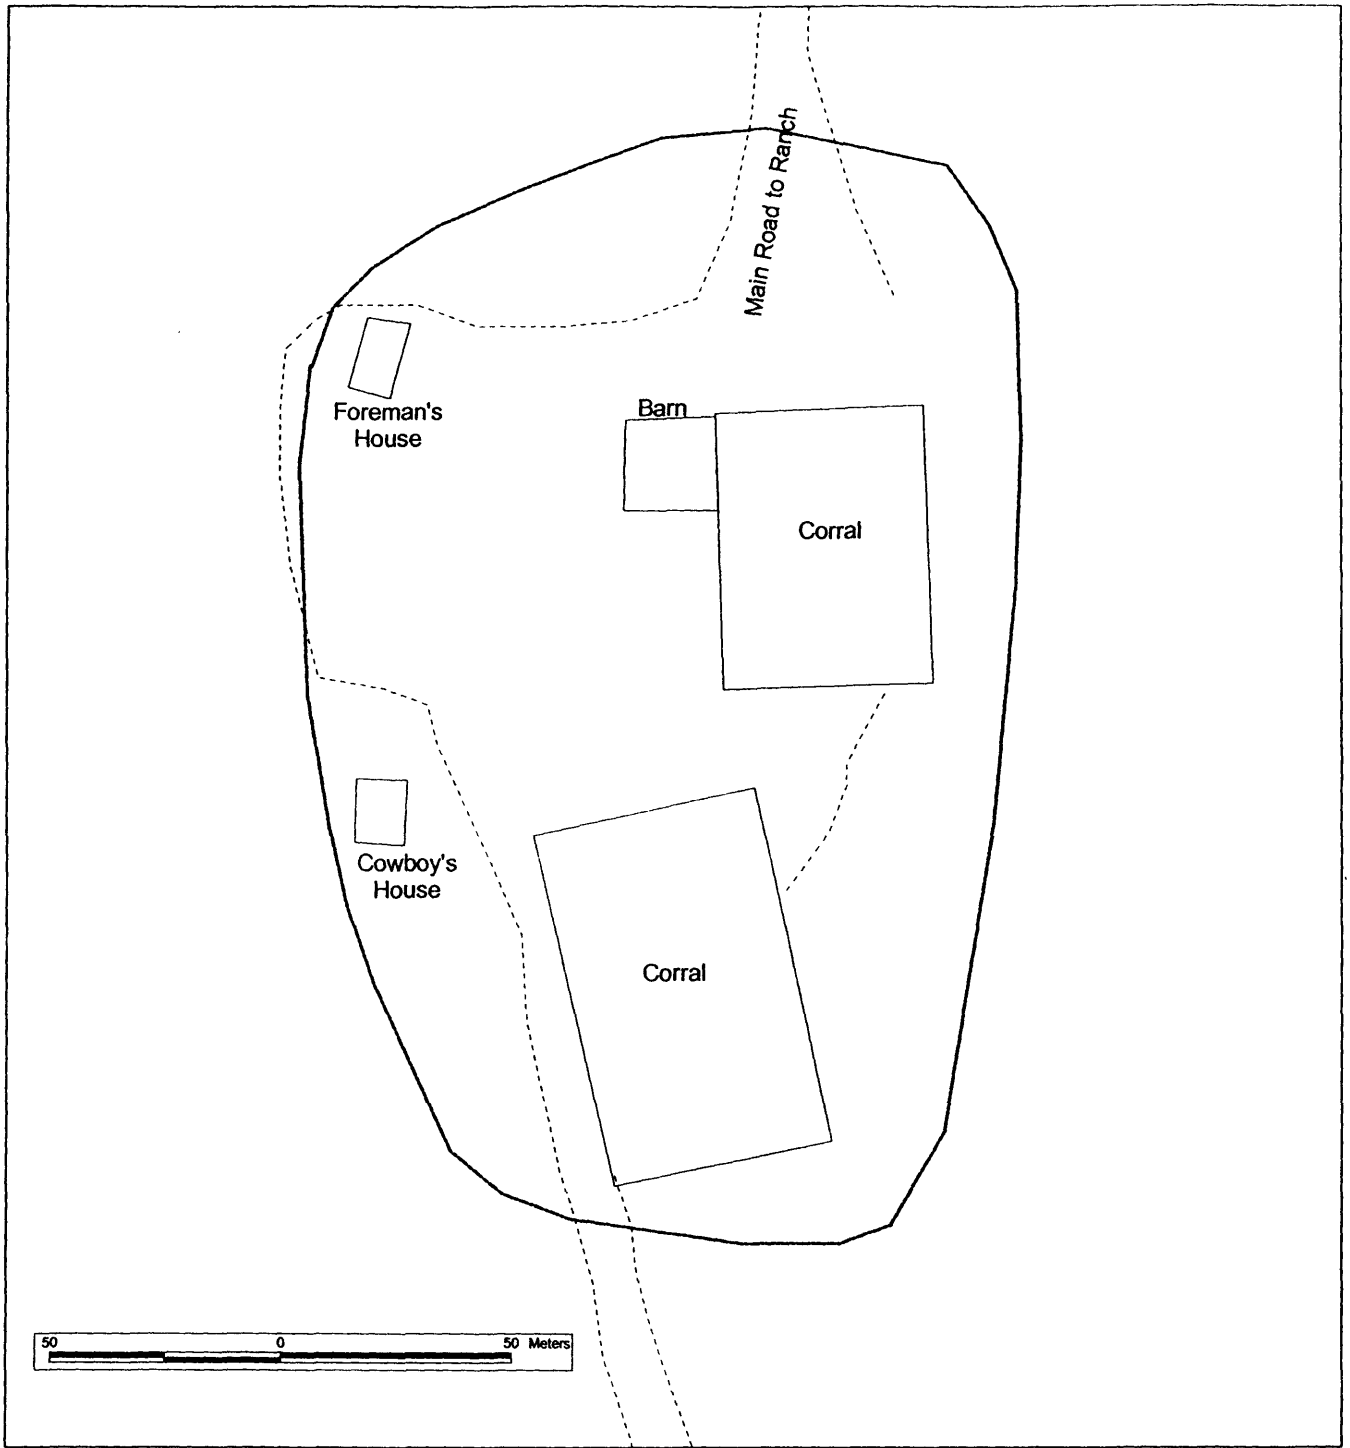 Main Road to Ranch
Foreman's
House
Barn
Corral
Cowboy's
House
Corral
50 0 50 Meters